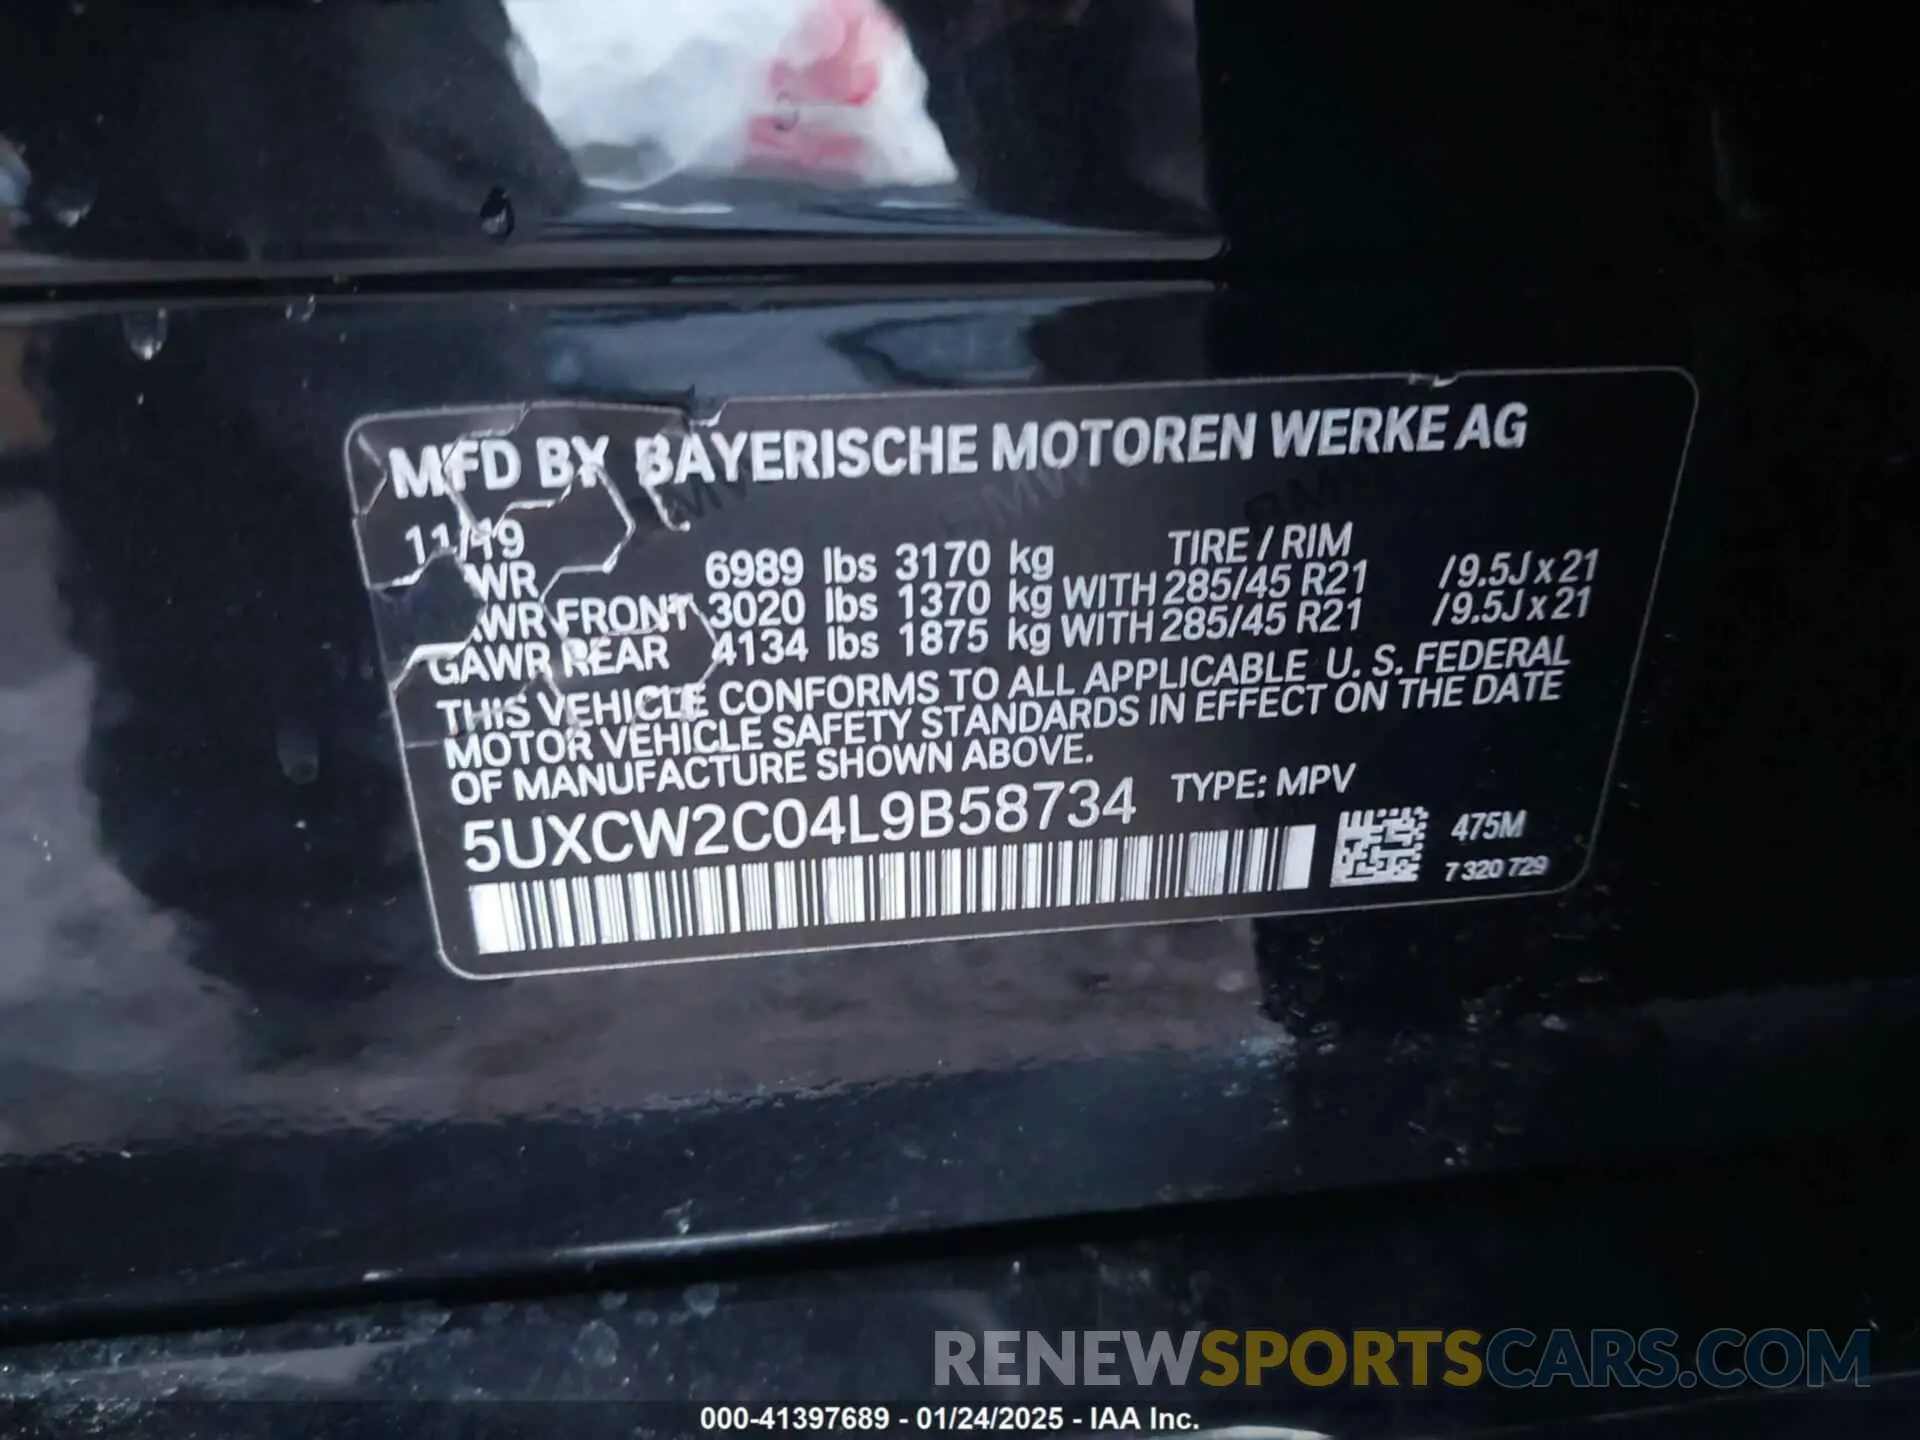 MFD BY BAYERISCHE MOTOREN WERKE AG
11/19
WR 6989 lbs 3170 kg TIRE / RIM
AWR FRONT 3020 lbs 1370 kg WITH 285/45 R21 /9.5J x 21
GAWR REAR 4134 lbs 1875 kg WITH 285/45 R21 /9.5J x 21
THIS VEHICLE CONFORMS TO ALL APPLICABLE U. S. FEDERAL
MOTOR VEHICLE SAFETY STANDARDS IN EFFECT ON THE DATE
OF MANUFACTURE SHOWN ABOVE.
5UXCW2C04L9B58734 TYPE: MPV
475M
7 320 729
RENEWSPORTSCARS.COM
000-41397689 - 01/24/2025 - IAA Inc.